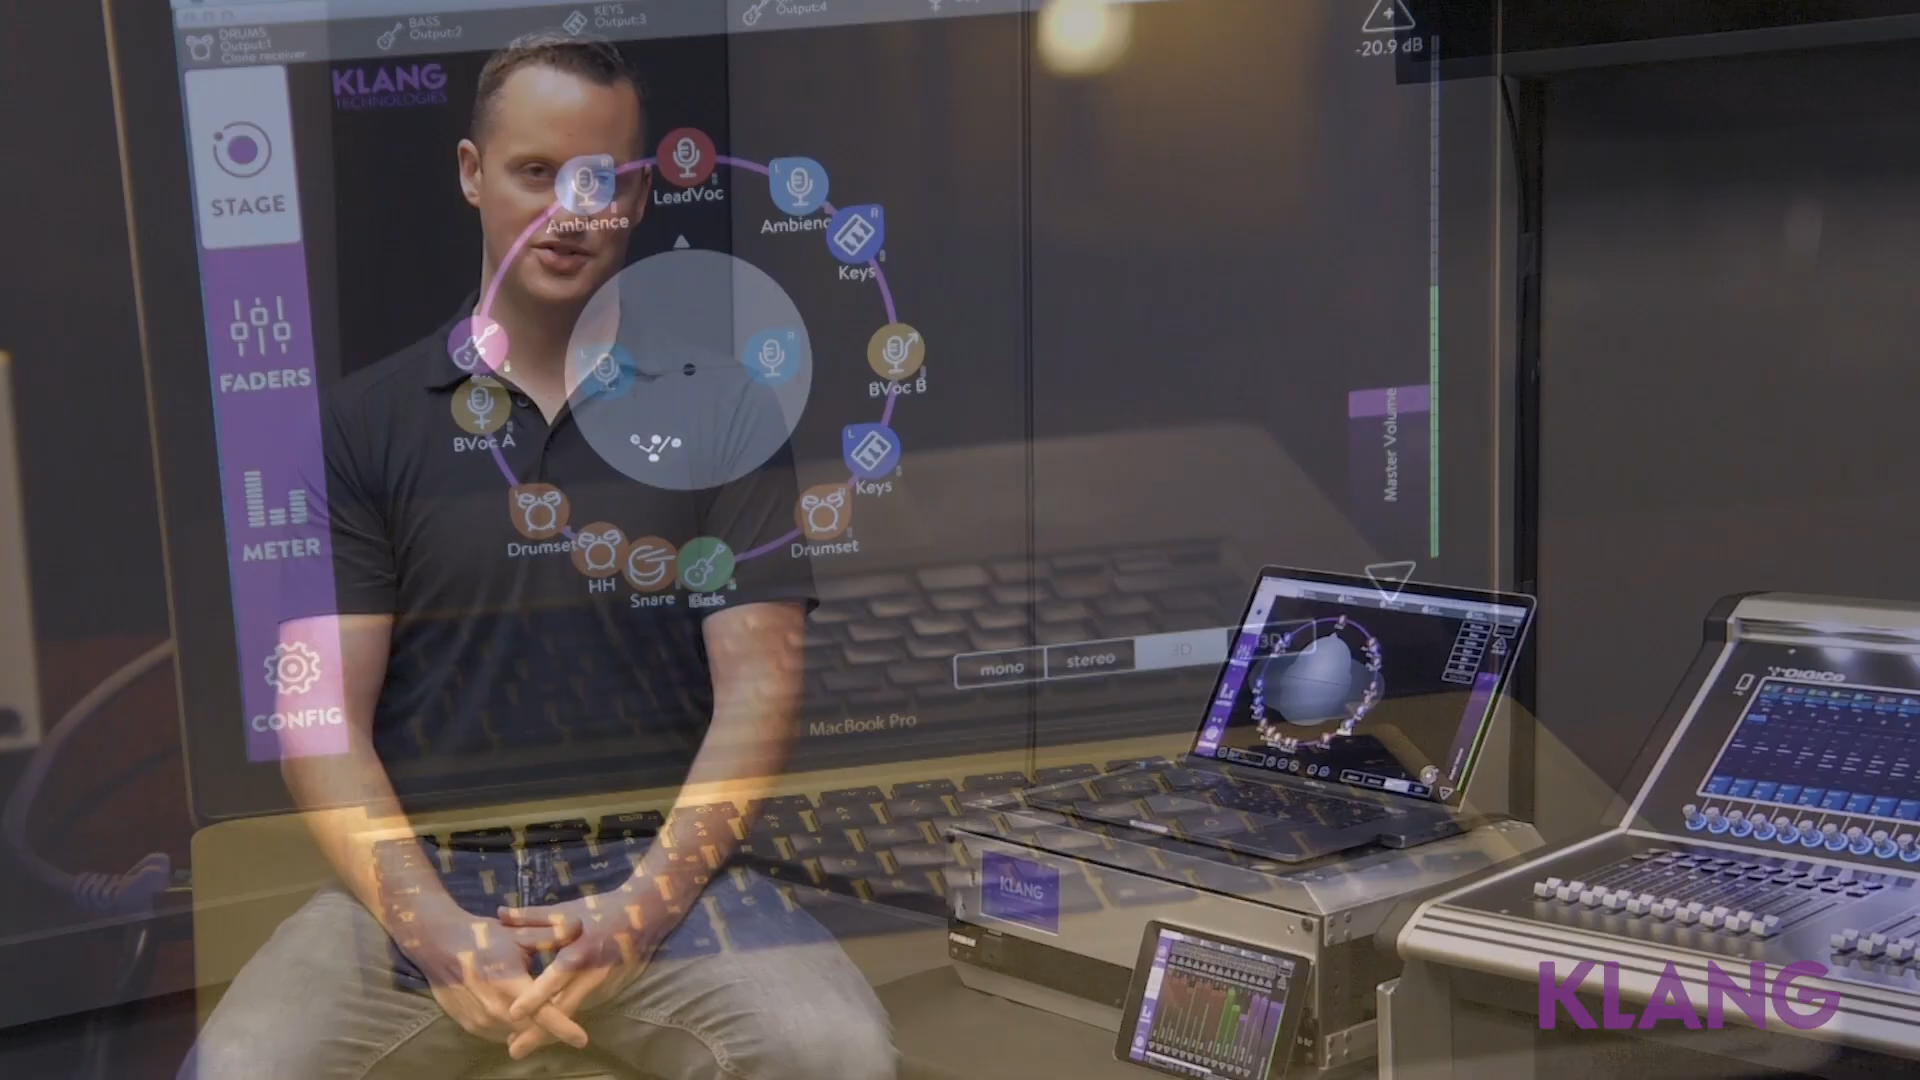 DRUMS
Output:1
Clone receiver
BASS
Output:2
KEYS
Output:3
Output:4
-20.9 dB
KLANG
TECHNOLOGIES
STAGE
FADERS
METER
CONFIG
R
Ambience
LeadVoc
L
Ambience
R
Keys
BVoc B
L
Keys
Drumset
Drumset
HH
Snare
BVoc A
L
R
Master Volume
mono
stereo
3D
MacBook Pro
KLANG
DiGiCo
KLANG